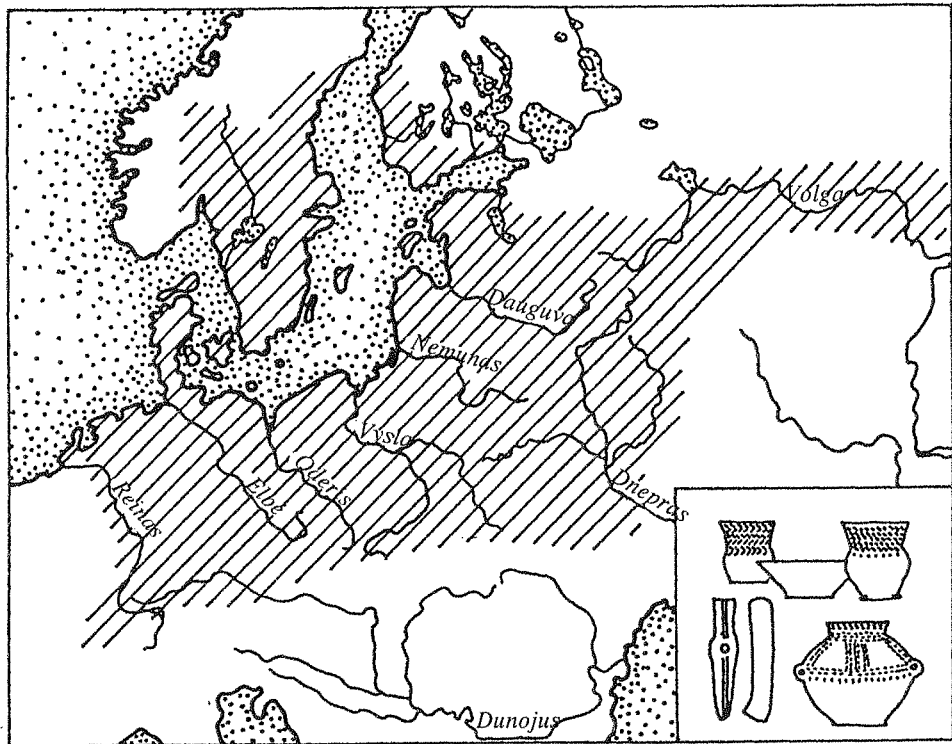 Volga
Dauguva
Nemunas
Vysla
Oderis
Elbė
Reinas
Dnepras
Dunojus